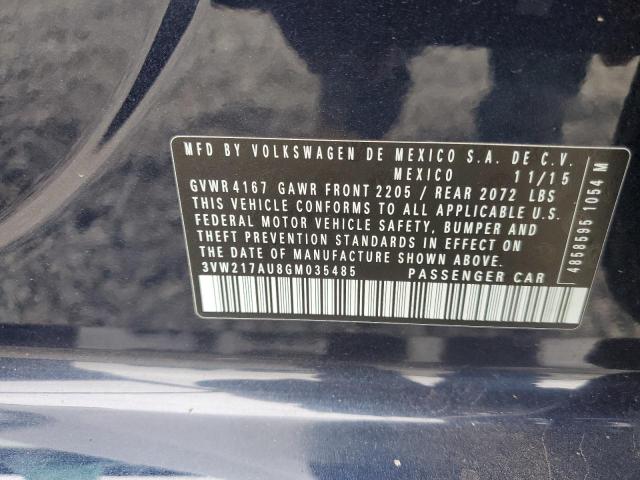 MFD BY VOLKSWAGEN DE MEXICO S.A. DE C.V.
MEXICO 11/15
GVWR 4167 GAWR FRONT 2205 / REAR 2072 LBS
THIS VEHICLE CONFORMS TO ALL APPLICABLE U.S.
FEDERAL MOTOR VEHICLE SAFETY, BUMPER AND
THEFT PREVENTION STANDARDS IN EFFECT ON
THE DATE OF MANUFACTURE SHOWN ABOVE.
3VW217AU8GM035485 PASSENGER CAR
4858595 1054 M